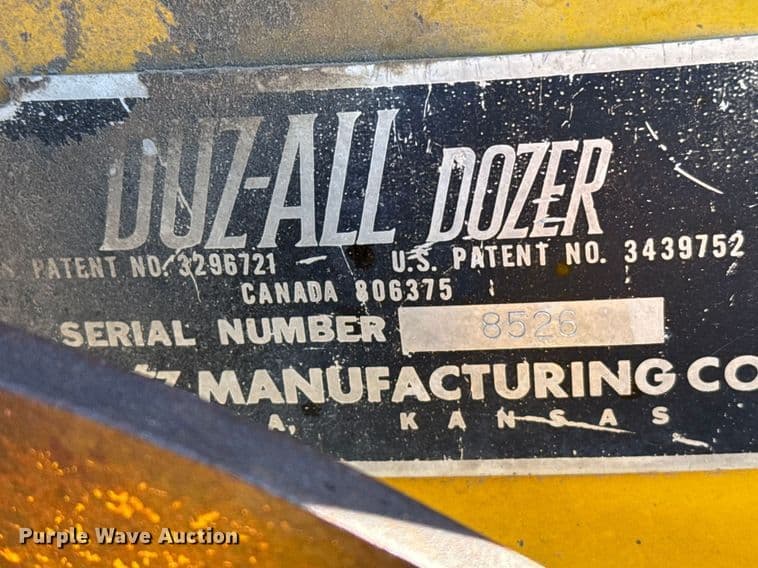 DUZ-ALL DOZER
PATENT NO. 3296721 U.S. PATENT NO. 3439752
CANADA 806375
SERIAL NUMBER 8526
MANUFACTURING CO
A, KANSAS
Purple Wave Auction